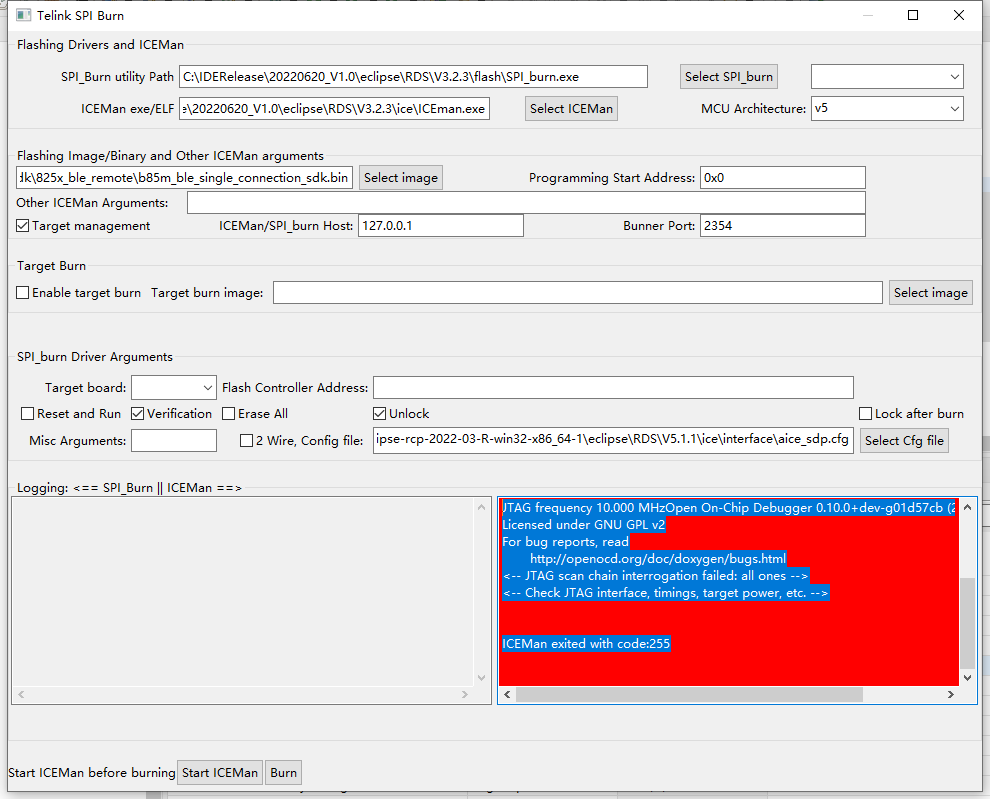 Telink SPI Burn
Flashing Drivers and ICEMan
SPI_Burn utility Path C:\IDERelease\20220620_V1.0\eclipse\RDS\V3.2.3\flash\SPI_burn.exe Select SPI_burn
ICEMan exe/ELF e\20220620_V1.0\eclipse\RDS\V3.2.3\ice\ICEman.exe Select ICEMan MCU Architecture: v5
Flashing Image/Binary and Other ICEMan arguments
dk\825x_ble_remote\b85m_ble_single_connection_sdk.bin Select image Programming Start Address: 0x0
Other ICEMan Arguments:
Target management ICEMan/SPI_burn Host: 127.0.0.1 Bunner Port: 2354
Target Burn
Enable target burn Target burn image: Select image
SPI_burn Driver Arguments
Target board: Flash Controller Address:
Reset and Run Verification Erase All Unlock Lock after burn
Misc Arguments: 2 Wire, Config file: ipse-rcp-2022-03-R-win32-x86_64-1\eclipse\RDS\V5.1.1\ice\interface\aice_sdp.cfg Select Cfg file
Logging: <== SPI_Burn || ICEMan ==>
JTAG frequency 10.000 MHzOpen On-Chip Debugger 0.10.0+dev-g01d57cb (2
Licensed under GNU GPL v2
For bug reports, read
http://openocd.org/doc/doxygen/bugs.html
<-- JTAG scan chain interrogation failed: all ones -->
<-- Check JTAG interface, timings, target power, etc. -->
ICEMan exited with code:255
Start ICEMan before burning Start ICEMan Burn